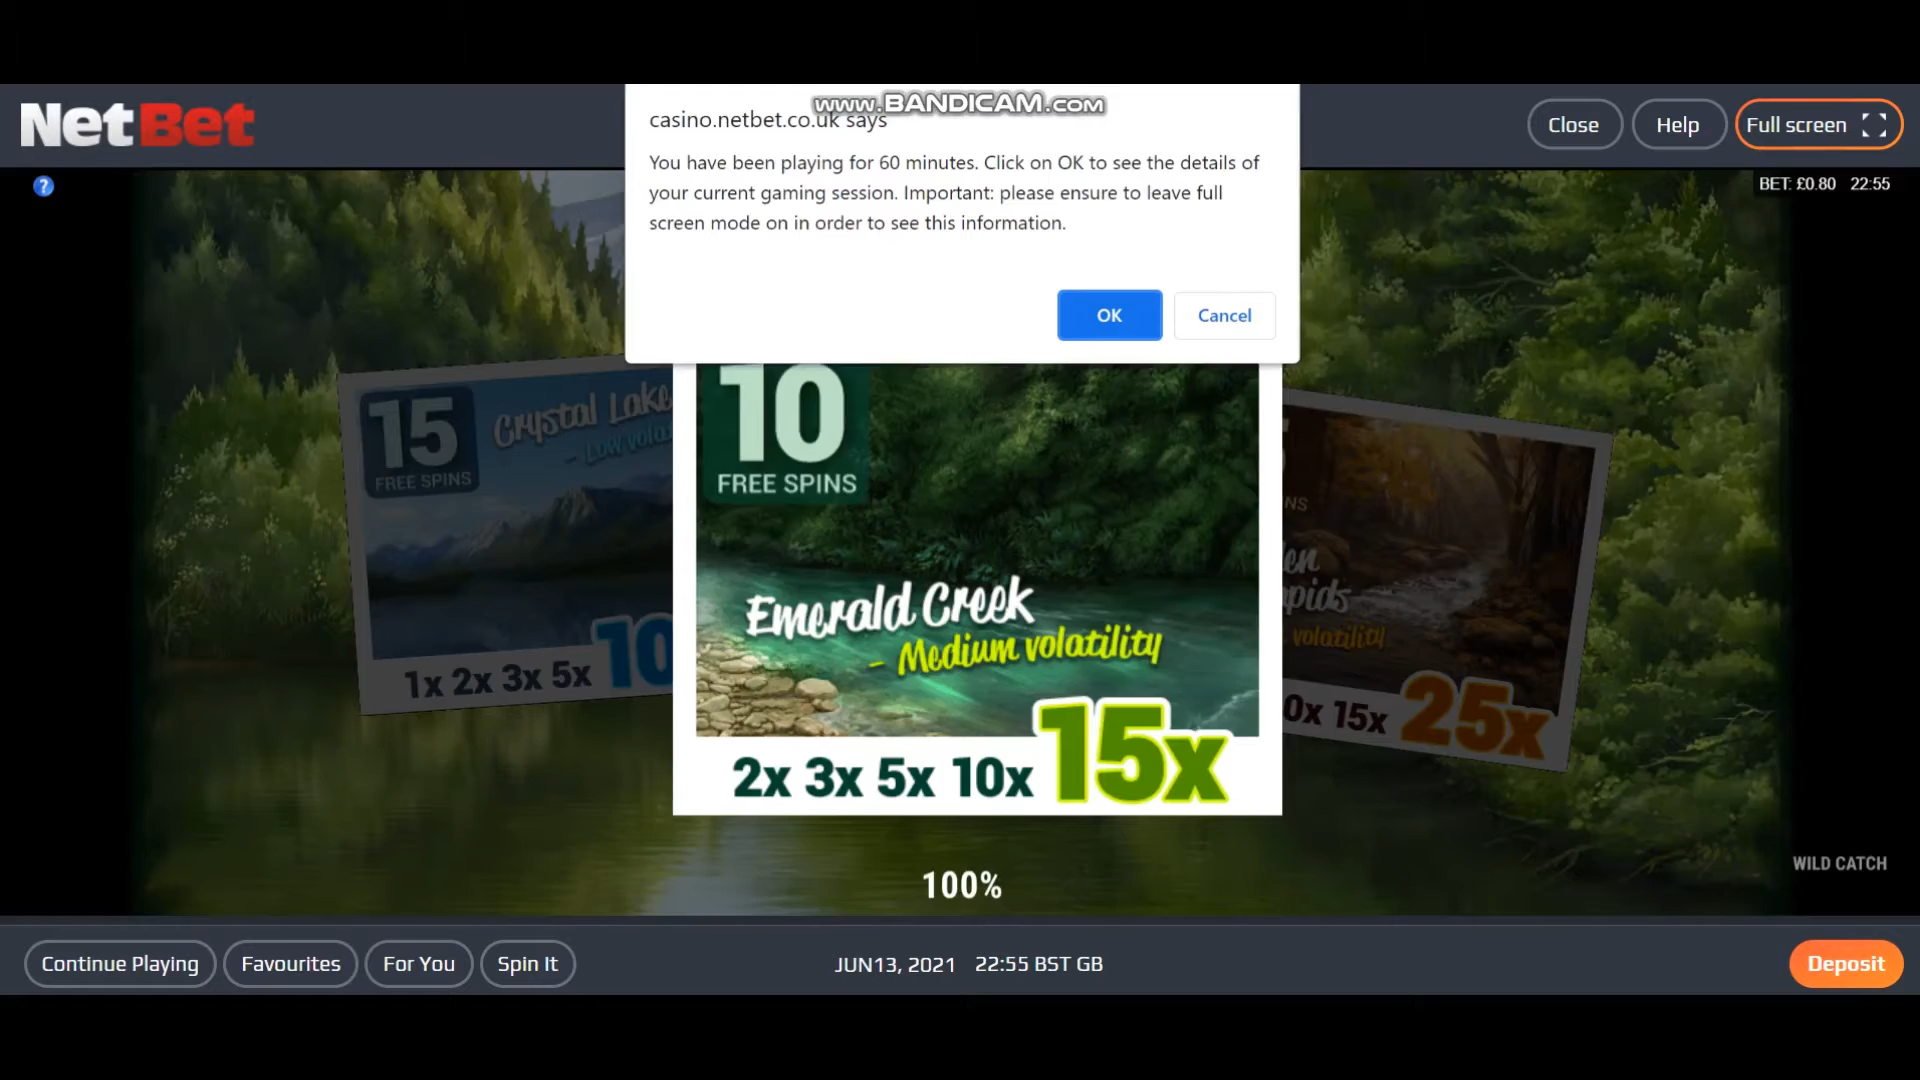 www.BANDICAM.com
NetBet
casino.netbet.co.uk says
Close
Help
Full screen
You have been playing for 60 minutes. Click on OK to see the details of
your current gaming session. Important: please ensure to leave full
screen mode on in order to see this information.
?
BET: £0.80 22:55
OK
Cancel
15
FREE SPINS
Crystal Lake
1x 2x 3x 5x 10
10
FREE SPINS
Emerald Creek
- Medium volatility
2x 3x 5x 10x 15x
volatility
15x 25x
100%
WILD CATCH
Continue Playing
Favourites
For You
Spin It
JUN13, 2021 22:55 BST GB
Deposit